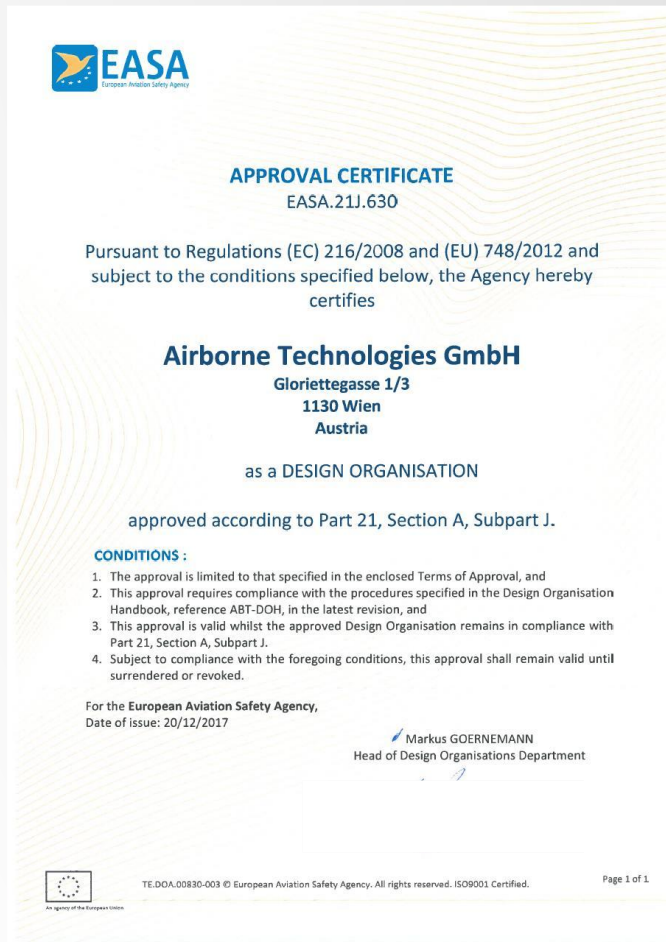 EASA
European Aviation Safety Agency
APPROVAL CERTIFICATE
EASA.21J.630
Pursuant to Regulations (EC) 216/2008 and (EU) 748/2012 and
subject to the conditions specified below, the Agency hereby
certifies
Airborne Technologies GmbH
Gloriettegasse 1/3
1130 Wien
Austria
as a DESIGN ORGANISATION
approved according to Part 21, Section A, Subpart J.
CONDITIONS :
1. The approval is limited to that specified in the enclosed Terms of Approval, and
2. This approval requires compliance with the procedures specified in the Design Organisation
Handbook, reference ABT-DOH, in the latest revision, and
3. This approval is valid whilst the approved Design Organisation remains in compliance with
Part 21, Section A, Subpart J.
4. Subject to compliance with the foregoing conditions, this approval shall remain valid until
surrendered or revoked.
For the European Aviation Safety Agency,
Date of issue: 20/12/2017
Markus GOERNEMANN
Head of Design Organisations Department
TE.DOA.00830-003 © European Aviation Safety Agency. All rights reserved. ISO9001 Certified.
Page 1 of 1
An agency of the European Union